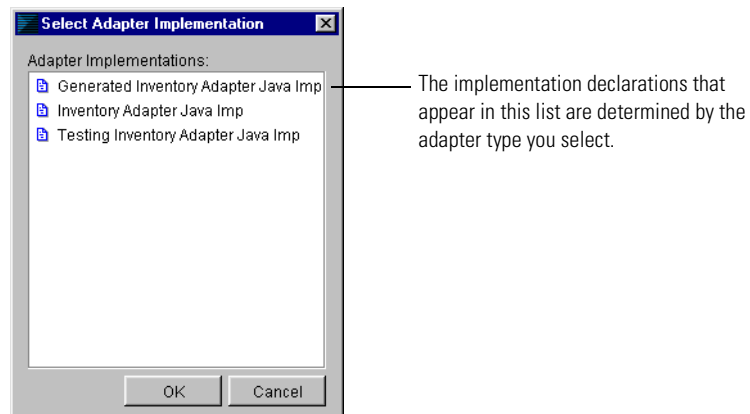 Select Adapter Implementation
Adapter Implementations:
Generated Inventory Adapter Java Imp
Inventory Adapter Java Imp
Testing Inventory Adapter Java Imp
The implementation declarations that
appear in this list are determined by the
adapter type you select.
OK
Cancel